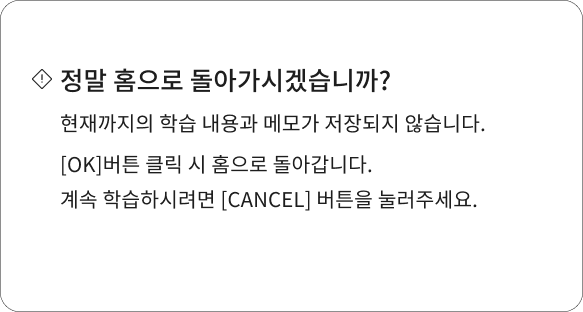 정말 홈으로 돌아가시겠습니까?
현재까지의 학습 내용과 메모가 저장되지 않습니다.
[OK]버튼 클릭 시 홈으로 돌아갑니다.
계속 학습하시려면 [CANCEL] 버튼을 눌러주세요.